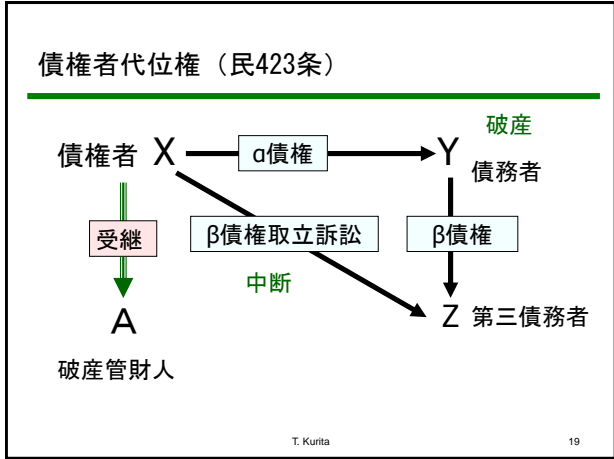 債権者代位権（民423条）
破産
債権者 X
α債権
Y
債務者
受継
β債権取立訴訟
β債権
中断
A
Z 第三債務者
破産管財人
T. Kurita
19